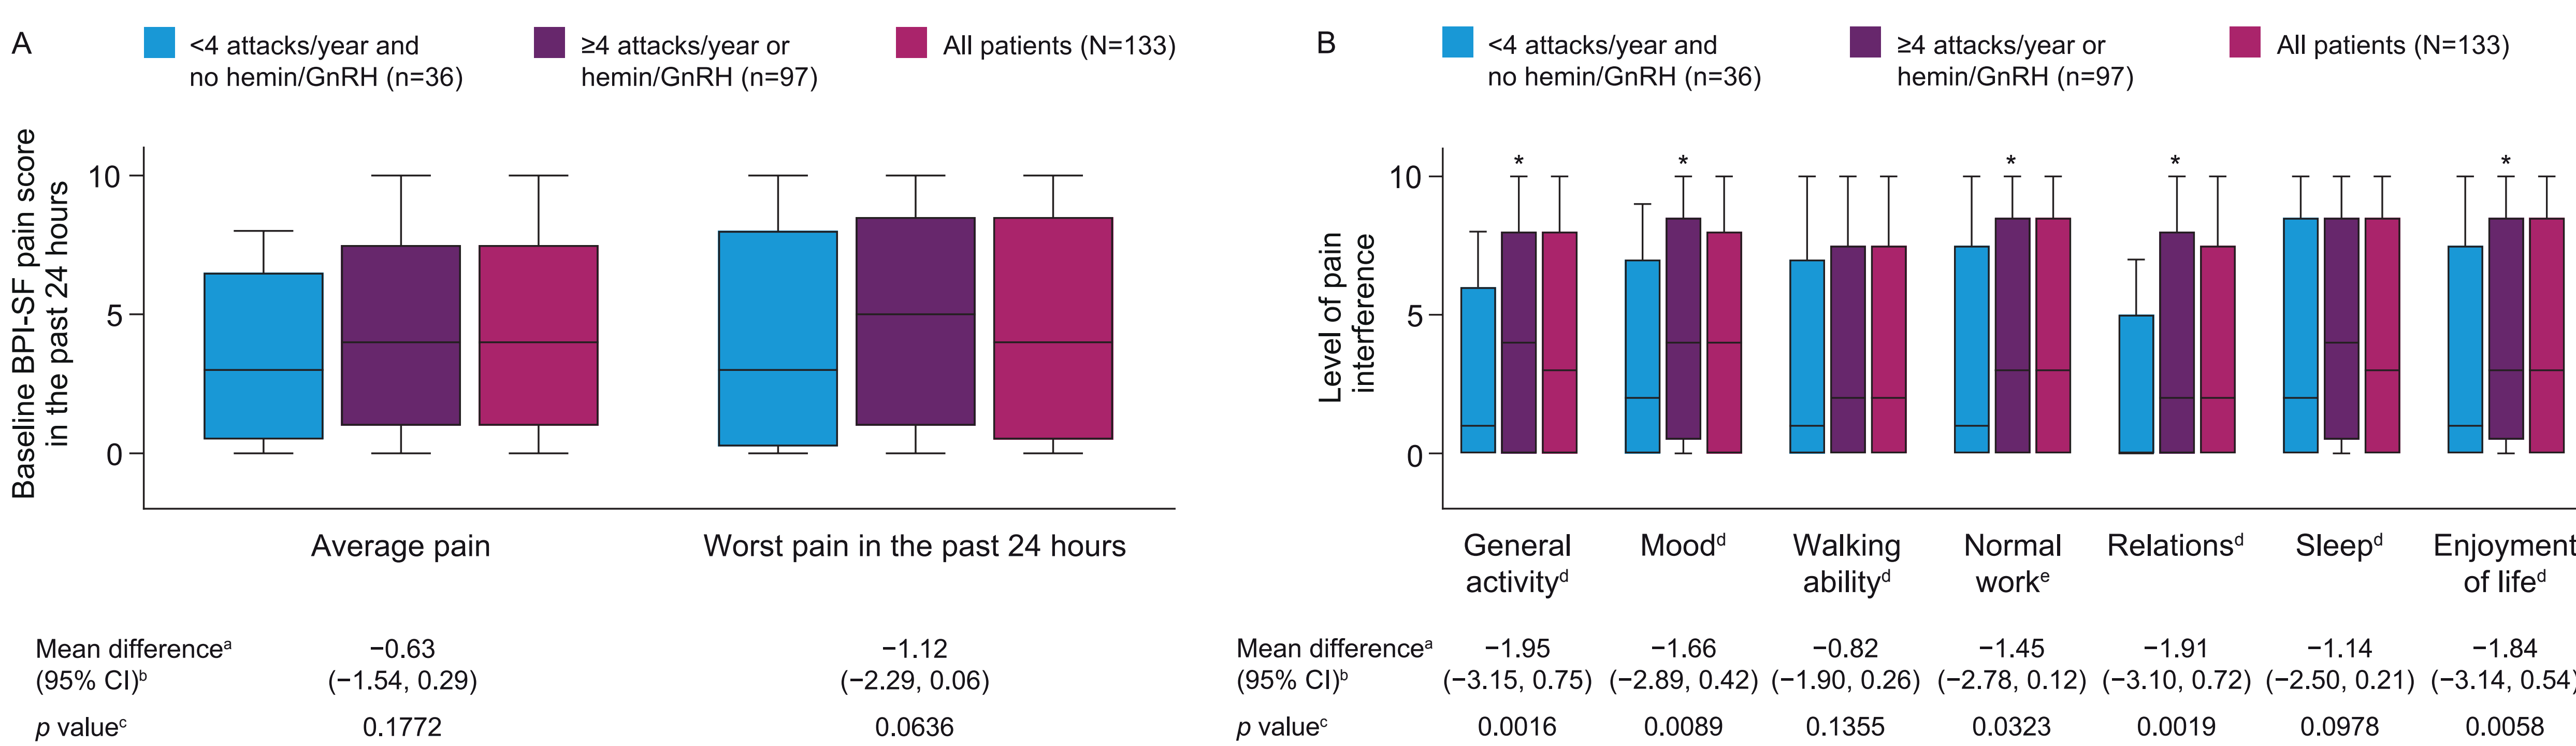 A
<4 attacks/year and
no hemin/GnRH (n=36)
≥4 attacks/year or
hemin/GnRH (n=97)
All patients (N=133)
Baseline BPI-SF pain score
in the past 24 hours
10
5
0
Average pain
Worst pain in the past 24 hours
Mean differenceᵃ
(95% CI)ᵇ
−0.63
(−1.54, 0.29)
−1.12
(−2.29, 0.06)
p valueᶜ
0.1772
0.0636
B
<4 attacks/year and
no hemin/GnRH (n=36)
≥4 attacks/year or
hemin/GnRH (n=97)
All patients (N=133)
Level of pain
interference
10
5
0
* * * * *
General
activityᵈ
Moodᵈ
Walking
abilityᵈ
Normal
workᵉ
Relationsᵈ
Sleepᵈ
Enjoyment
of lifeᵈ
Mean differenceᵃ
(95% CI)ᵇ
−1.95
(−3.15, 0.75)
−1.66
(−2.89, 0.42)
−0.82
(−1.90, 0.26)
−1.45
(−2.78, 0.12)
−1.91
(−3.10, 0.72)
−1.14
(−2.50, 0.21)
−1.84
(−3.14, 0.54)
p valueᶜ
0.0016
0.0089
0.1355
0.0323
0.0019
0.0978
0.0058